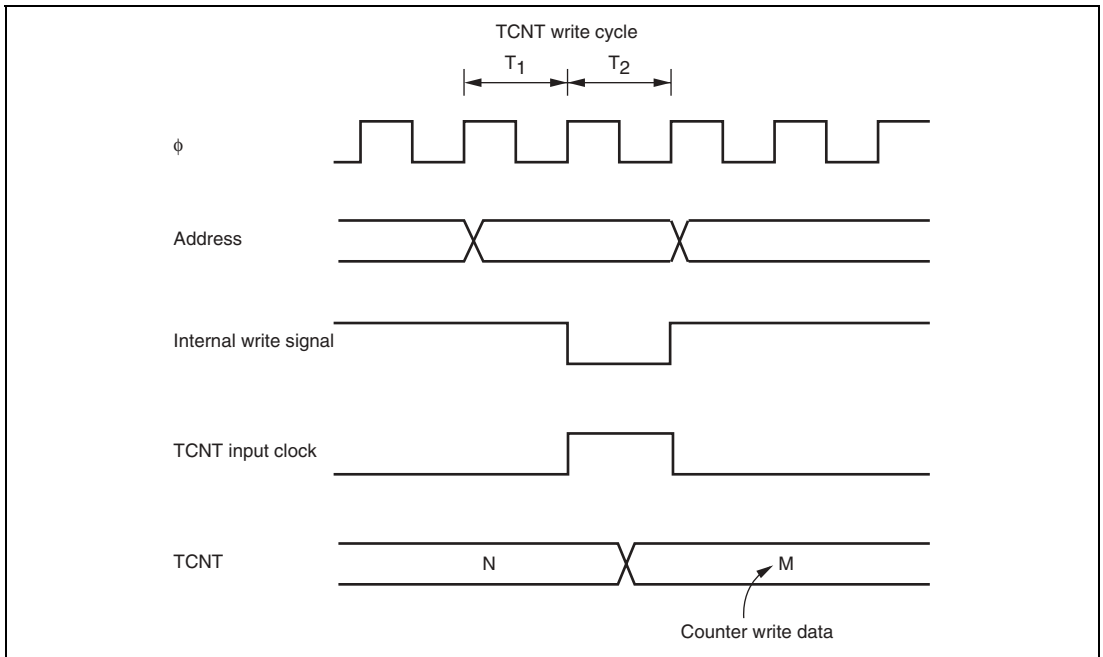 TCNT write cycle
T1 T2
ϕ
Address
Internal write signal
TCNT input clock
TCNT N M
Counter write data